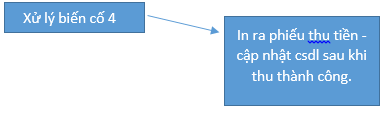 Xử lý biến cố 4
In ra phiếu thu tiền -
cập nhật csdl sau khi
thu thành công.